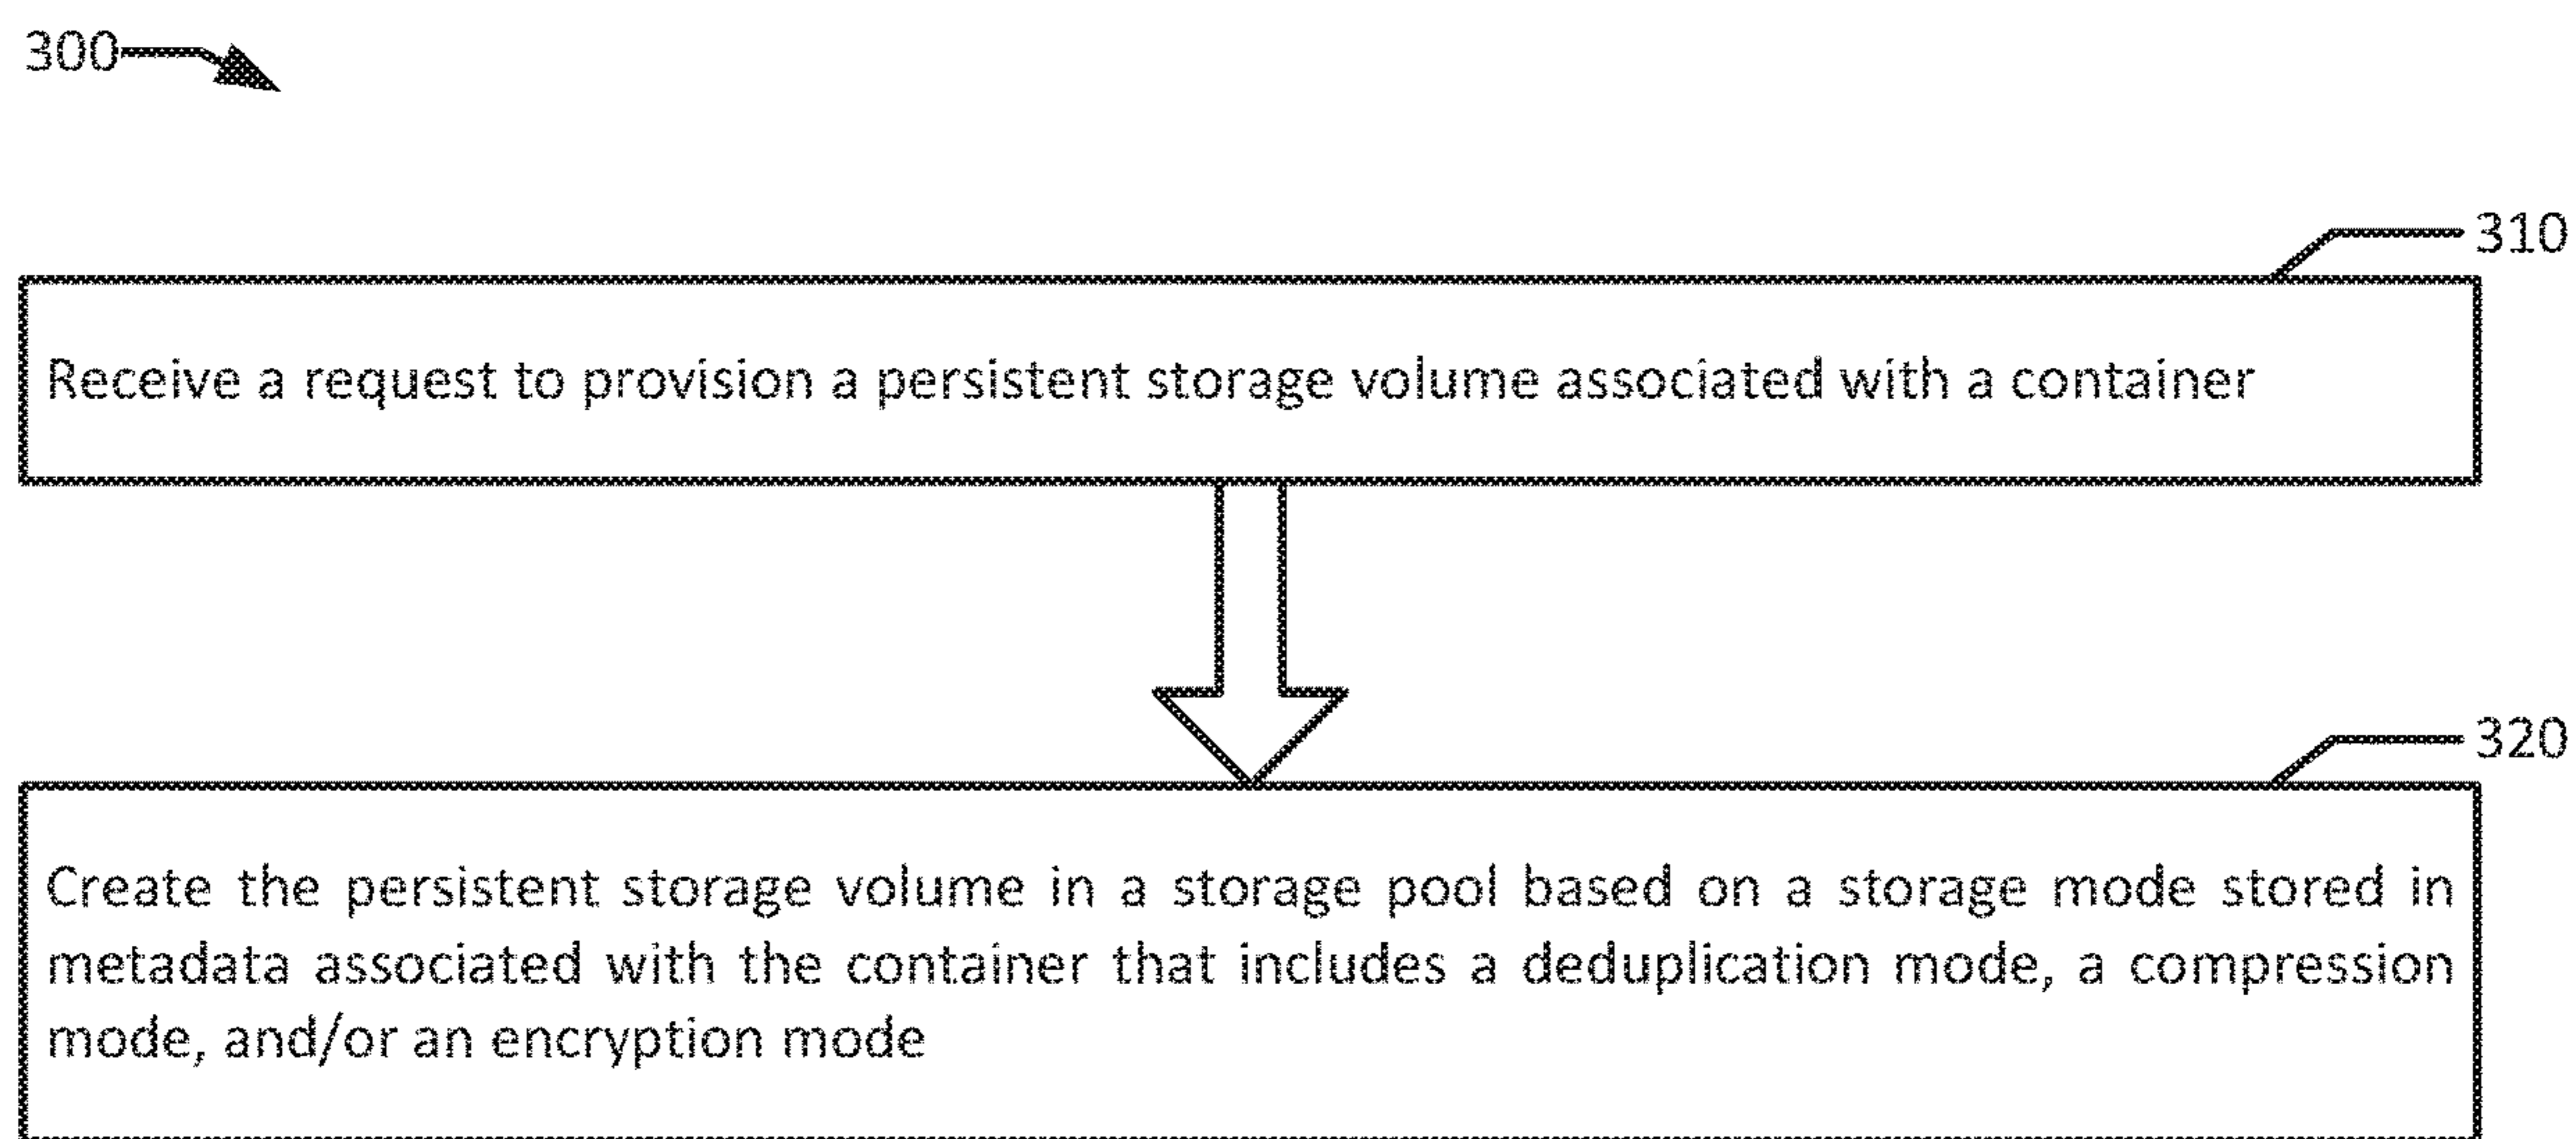 300
310
Receive a request to provision a persistent storage volume associated with a container
320
Create the persistent storage volume in a storage pool based on a storage mode stored in
metadata associated with the container that includes a deduplication mode, a compression
mode, and/or an encryption mode